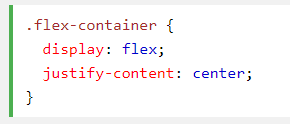 .flex-container {
  display: flex;
  justify-content: center;
}